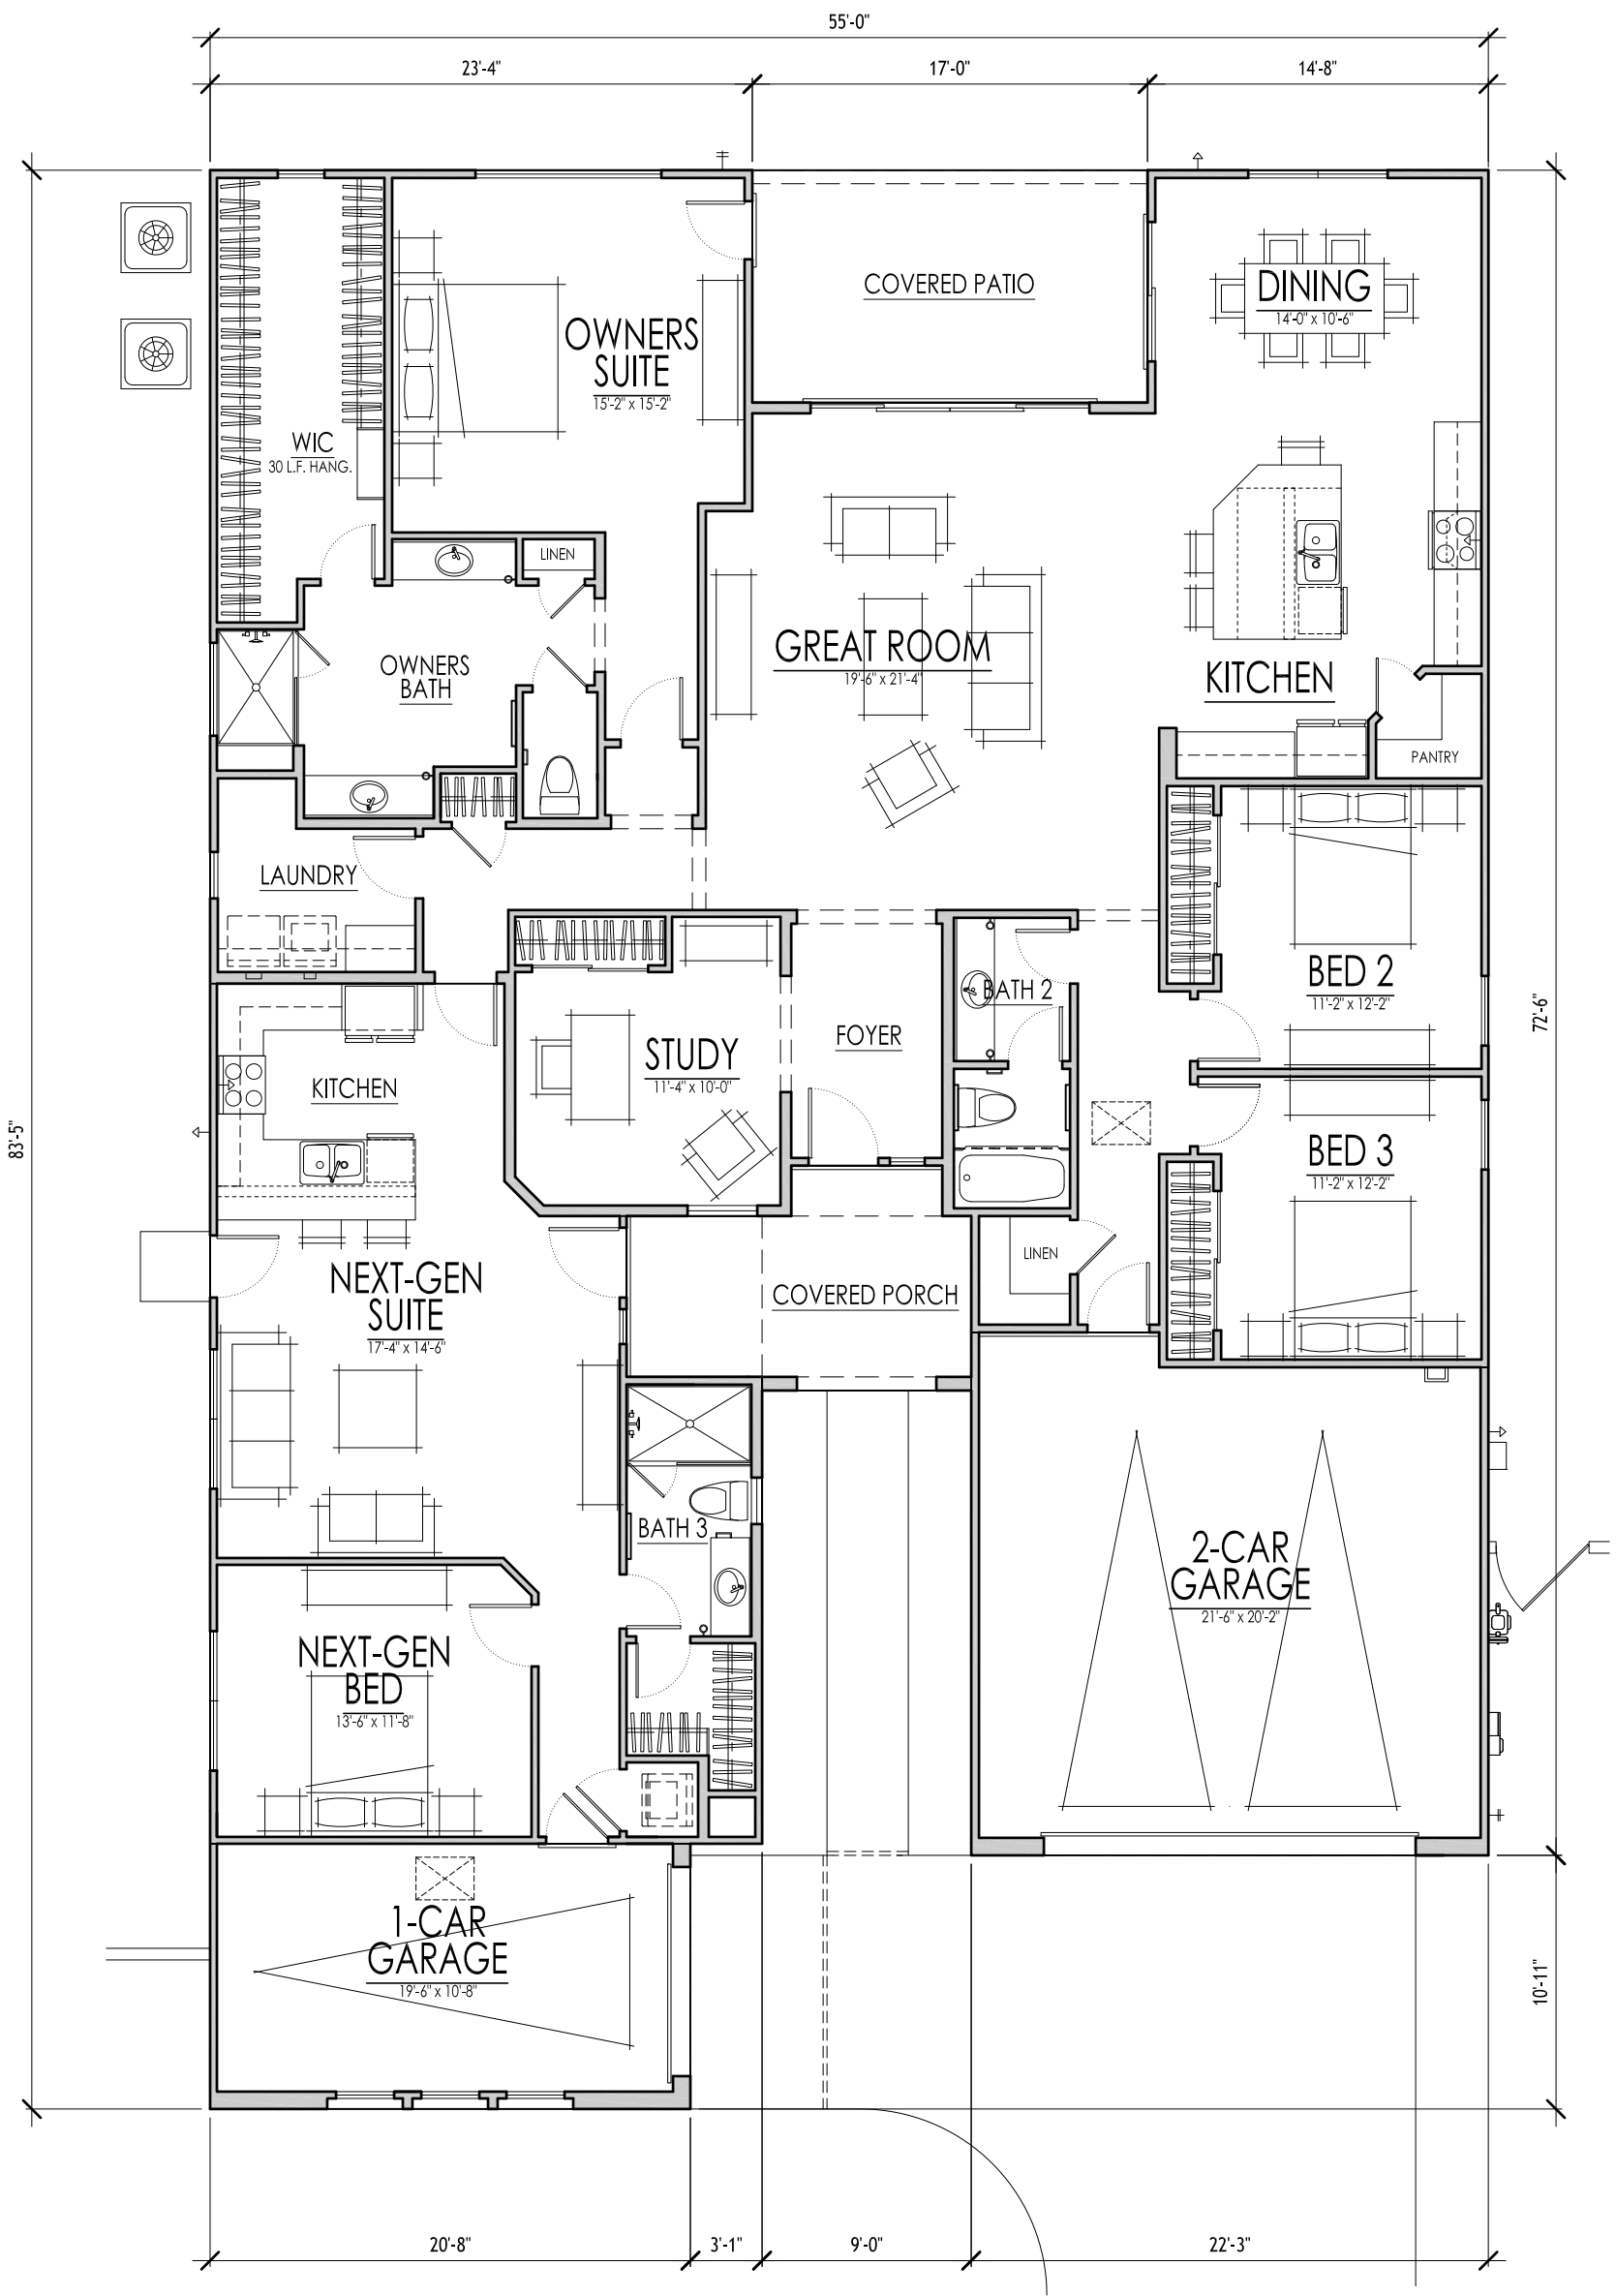 55'-0"
23'-4"
17'-0"
14'-8"
COVERED PATIO
DINING
14'-0" x 10'-6"
OWNERS
SUITE
15'-2" x 15'-2"
WIC
30 L.F. HANG.
LINEN
OWNERS
BATH
GREAT ROOM
19'-6" x 21'-4"
KITCHEN
PANTRY
LAUNDRY
BED 2
11'-2" x 12'-2"
BATH 2
72'-6"
FOYER
STUDY
11'-4" x 10'-0"
KITCHEN
83'-5"
BED 3
11'-2" x 12'-2"
LINEN
NEXT-GEN
SUITE
17'-4" x 14'-6"
COVERED PORCH
BATH 3
2-CAR
GARAGE
21'-6" x 20'-2"
NEXT-GEN
BED
13'-6" x 11'-8"
1-CAR
GARAGE
19'-6" x 10'-8"
10'-11"
20'-8"
3'-1"
9'-0"
22'-3"